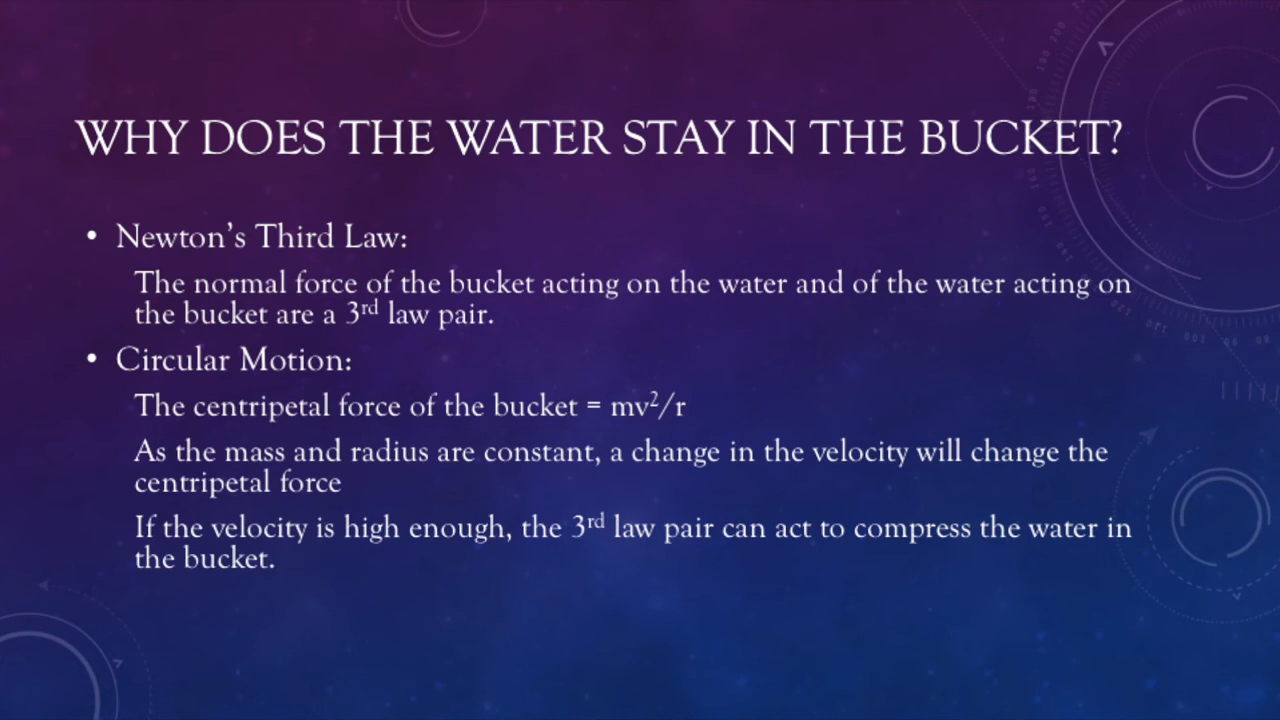 WHY DOES THE WATER STAY IN THE BUCKET?
• Newton's Third Law:
The normal force of the bucket acting on the water and of the water acting on
the bucket are a 3rd law pair.
• Circular Motion:
The centripetal force of the bucket = mv²/r
As the mass and radius are constant, a change in the velocity will change the
centripetal force
If the velocity is high enough, the 3rd law pair can act to compress the water in
the bucket.